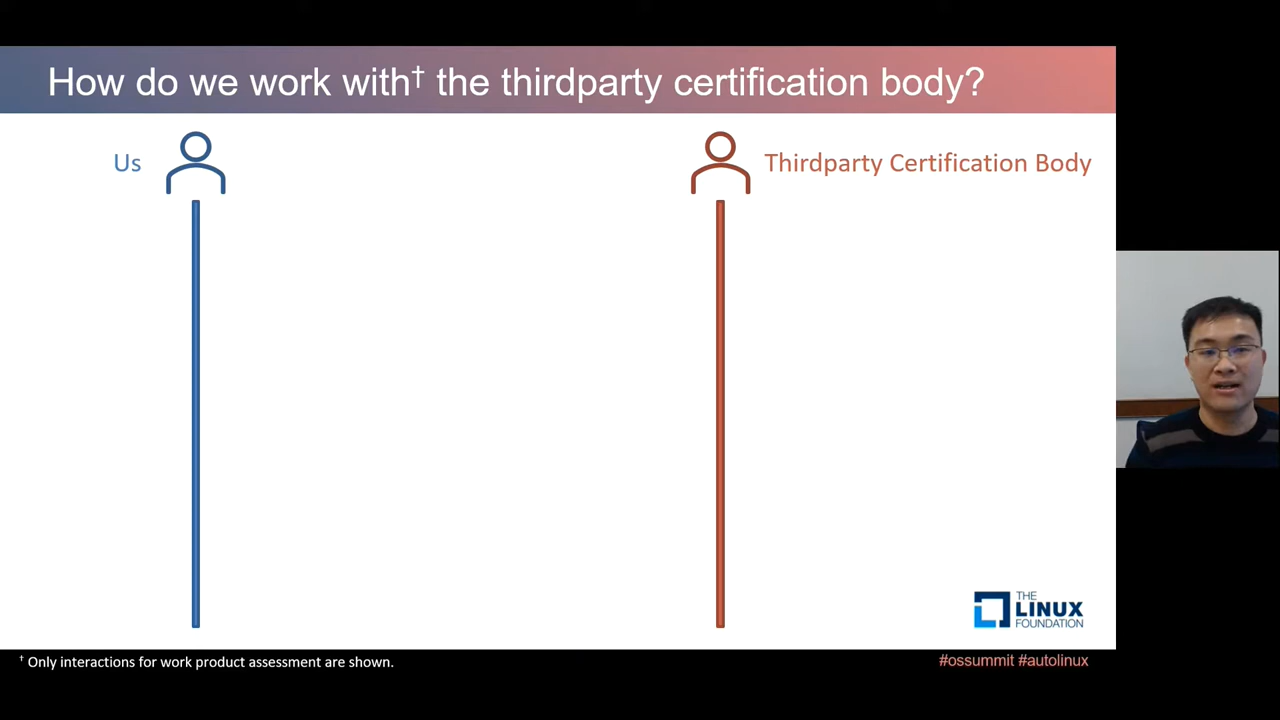 How do we work with† the thirdparty certification body?
Us
Thirdparty Certification Body
THE
LINUX
FOUNDATION
† Only interactions for work product assessment are shown.
#ossummit #autolinux